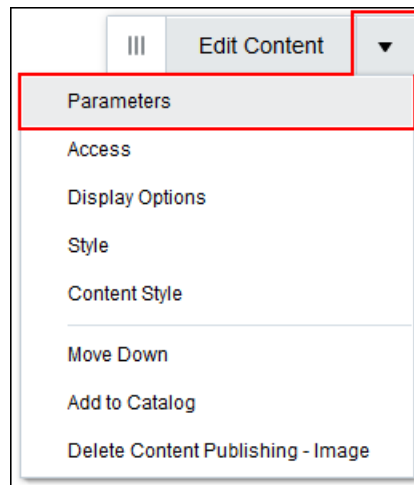 Edit Content
Parameters
Access
Display Options
Style
Content Style
Move Down
Add to Catalog
Delete Content Publishing - Image